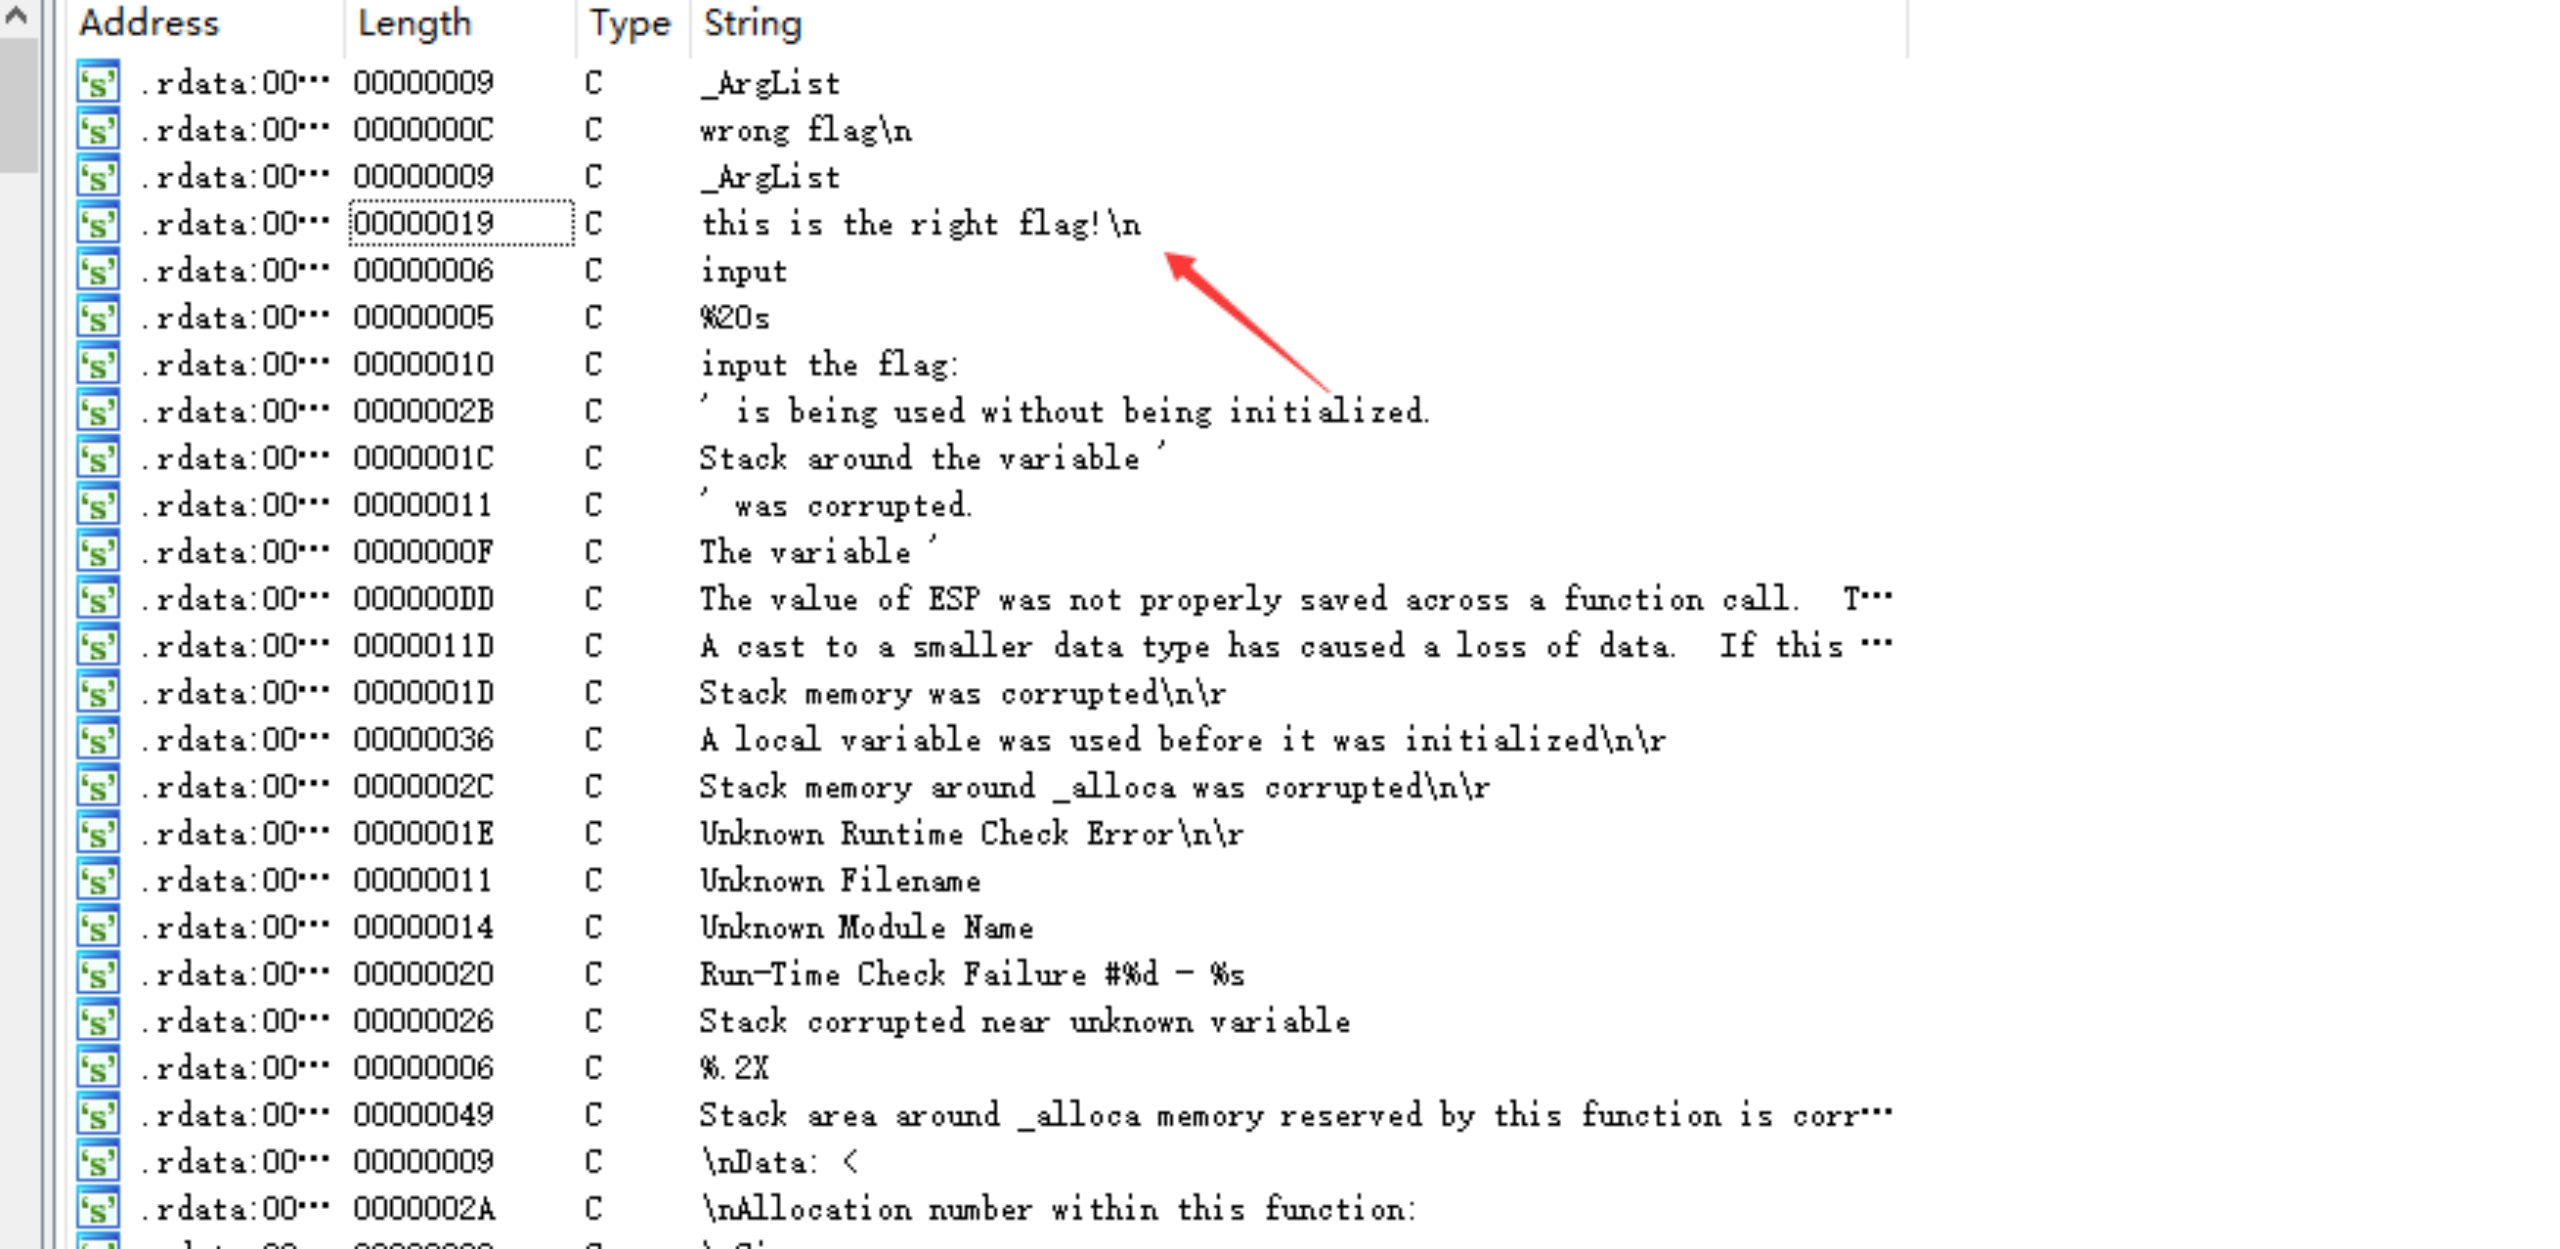 Address Length Type String
's' .rdata:00··· 00000009 C _ArgList
's' .rdata:00··· 0000000C C wrong flag\n
's' .rdata:00··· 00000009 C _ArgList
's' .rdata:00··· 00000019 C this is the right flag!\n
's' .rdata:00··· 00000006 C input
's' .rdata:00··· 00000005 C %20s
's' .rdata:00··· 00000010 C input the flag:
's' .rdata:00··· 0000002B C ' is being used without being initialized.
's' .rdata:00··· 0000001C C Stack around the variable '
's' .rdata:00··· 00000011 C ' was corrupted.
's' .rdata:00··· 0000000F C The variable '
's' .rdata:00··· 000000DD C The value of ESP was not properly saved across a function call.  T···
's' .rdata:00··· 0000011D C A cast to a smaller data type has caused a loss of data.  If this ···
's' .rdata:00··· 0000001D C Stack memory was corrupted\n\r
's' .rdata:00··· 00000036 C A local variable was used before it was initialized\n\r
's' .rdata:00··· 0000002C C Stack memory around _alloca was corrupted\n\r
's' .rdata:00··· 0000001E C Unknown Runtime Check Error\n\r
's' .rdata:00··· 00000011 C Unknown Filename
's' .rdata:00··· 00000014 C Unknown Module Name
's' .rdata:00··· 00000020 C Run-Time Check Failure #%d - %s
's' .rdata:00··· 00000026 C Stack corrupted near unknown variable
's' .rdata:00··· 00000006 C %.2X
's' .rdata:00··· 00000049 C Stack area around _alloca memory reserved by this function is corr···
's' .rdata:00··· 00000009 C \nData: <
's' .rdata:00··· 0000002A C \nAllocation number within this function: